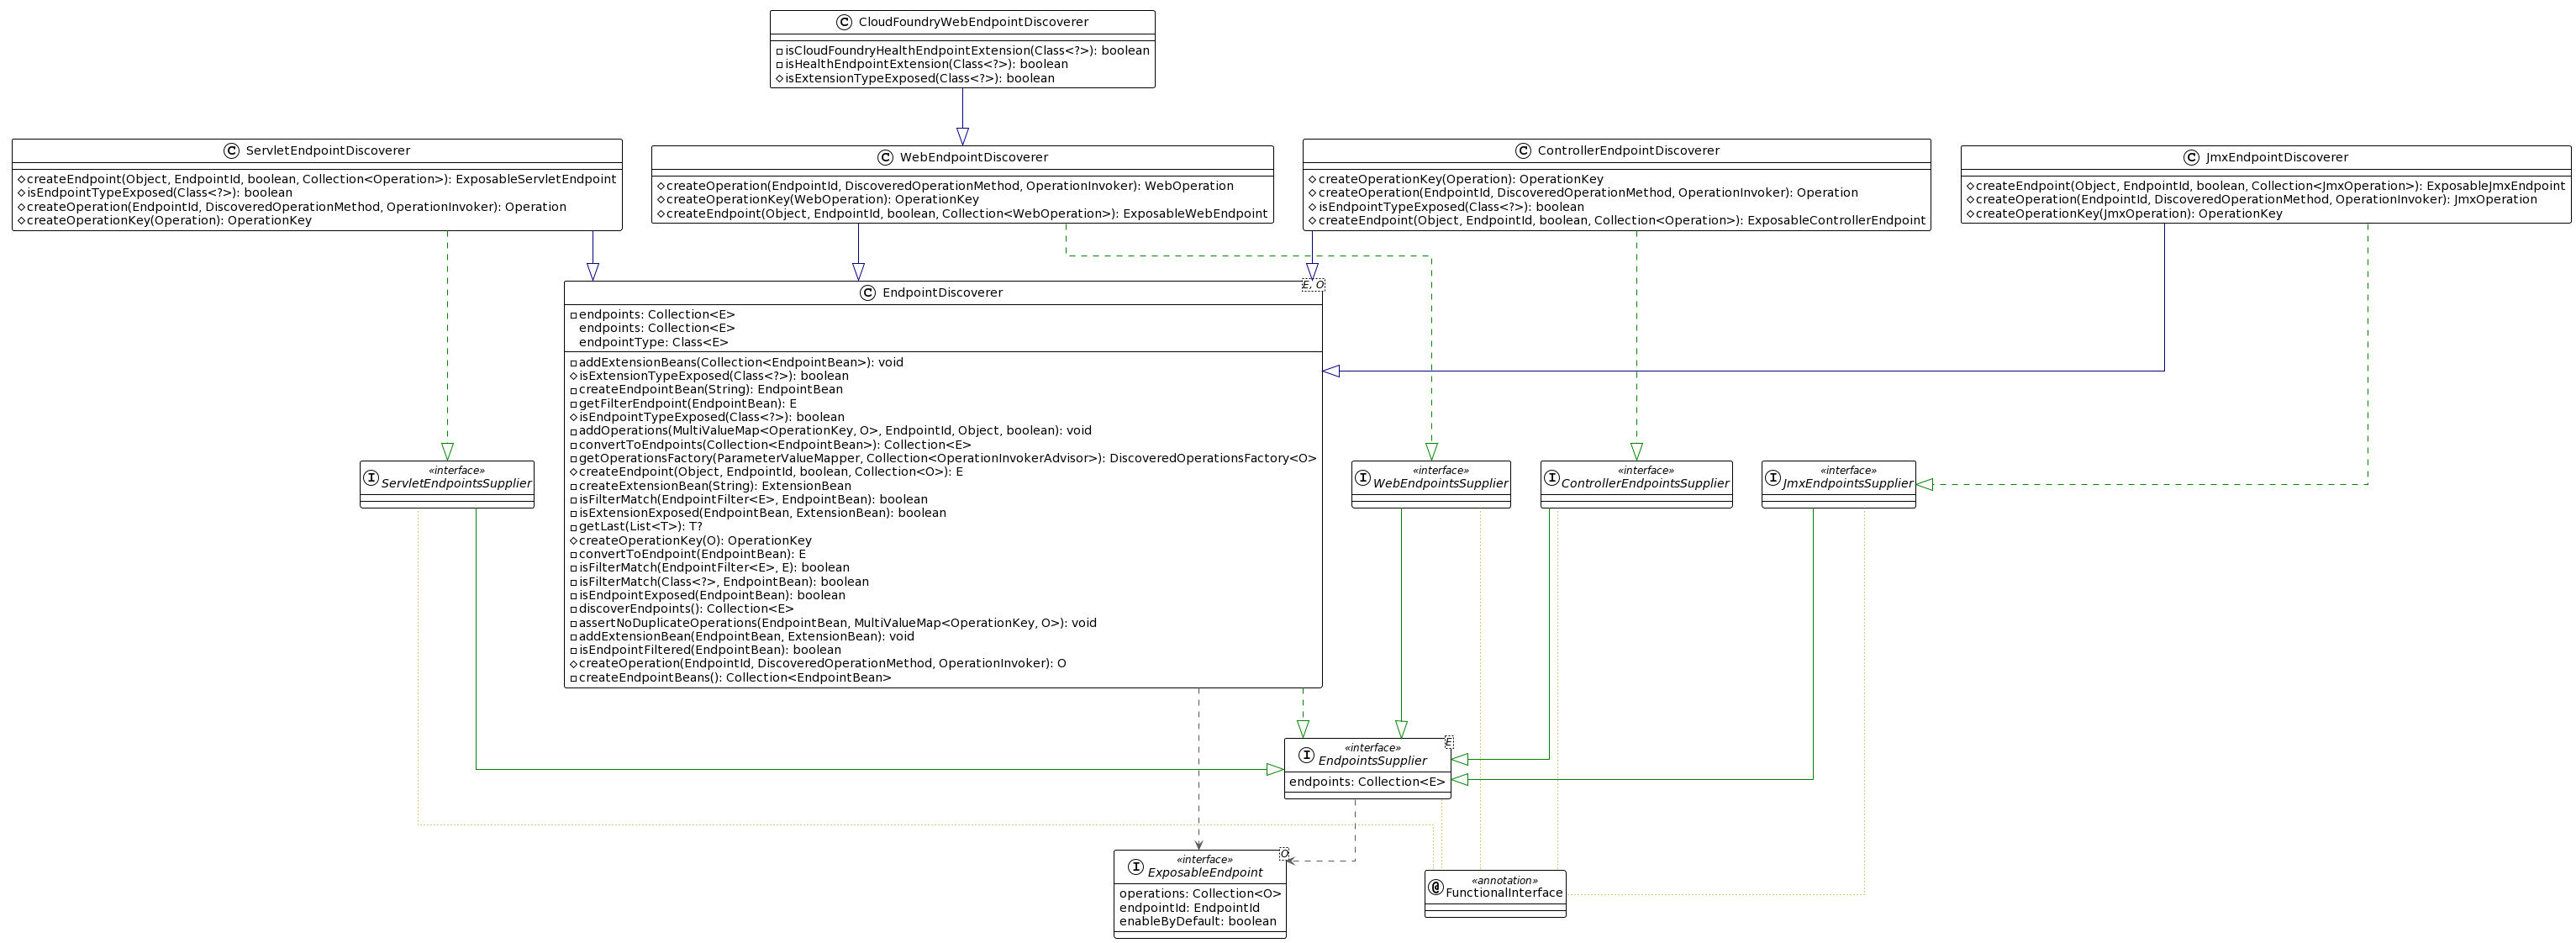 C CloudFoundryWebEndpointDiscoverer
isCloudFoundryHealthEndpointExtension(Class<?>): boolean
isHealthEndpointExtension(Class<?>): boolean
isExtensionTypeExposed(Class<?>): boolean
C ServletEndpointDiscoverer
createEndpoint(Object, EndpointId, boolean, Collection<Operation>): ExposableServletEndpoint
isEndpointTypeExposed(Class<?>): boolean
createOperation(EndpointId, DiscoveredOperationMethod, OperationInvoker): Operation
createOperationKey(Operation): OperationKey
C WebEndpointDiscoverer
createOperation(EndpointId, DiscoveredOperationMethod, OperationInvoker): WebOperation
createOperationKey(WebOperation): OperationKey
createEndpoint(Object, EndpointId, boolean, Collection<WebOperation>): ExposableWebEndpoint
C ControllerEndpointDiscoverer
createOperationKey(Operation): OperationKey
createOperation(EndpointId, DiscoveredOperationMethod, OperationInvoker): Operation
isEndpointTypeExposed(Class<?>): boolean
createEndpoint(Object, EndpointId, boolean, Collection<Operation>): ExposableControllerEndpoint
C JmxEndpointDiscoverer
createEndpoint(Object, EndpointId, boolean, Collection<JmxOperation>): ExposableJmxEndpoint
createOperation(EndpointId, DiscoveredOperationMethod, OperationInvoker): JmxOperation
createOperationKey(JmxOperation): OperationKey
C EndpointDiscoverer
E, O
endpoints: Collection<E>
endpoints: Collection<E>
endpointType: Class<E>
addExtensionBeans(Collection<EndpointBean>): void
isExtensionTypeExposed(Class<?>): boolean
createEndpointBean(String): EndpointBean
getFilterEndpoint(EndpointBean): E
isEndpointTypeExposed(Class<?>): boolean
addOperations(MultiValueMap<OperationKey, O>, EndpointId, Object, boolean): void
convertToEndpoints(Collection<EndpointBean>): Collection<E>
getOperationsFactory(ParameterValueMapper, Collection<OperationInvokerAdvisor>): DiscoveredOperationsFactory<O>
createEndpoint(Object, EndpointId, boolean, Collection<O>): E
createExtensionBean(String): ExtensionBean
isFilterMatch(EndpointFilter<E>, EndpointBean): boolean
isExtensionExposed(EndpointBean, ExtensionBean): boolean
getLast(List<T>): T?
createOperationKey(O): OperationKey
convertToEndpoint(EndpointBean): E
isFilterMatch(EndpointFilter<E>, E): boolean
isFilterMatch(Class<?>, EndpointBean): boolean
isEndpointExposed(EndpointBean): boolean
discoverEndpoints(): Collection<E>
assertNoDuplicateOperations(EndpointBean, MultiValueMap<OperationKey, O>): void
addExtensionBean(EndpointBean, ExtensionBean): void
isEndpointFiltered(EndpointBean): boolean
createOperation(EndpointId, DiscoveredOperationMethod, OperationInvoker): O
createEndpointBeans(): Collection<EndpointBean>
«interface»
I ServletEndpointsSupplier
«interface»
I WebEndpointsSupplier
«interface»
I ControllerEndpointsSupplier
«interface»
I JmxEndpointsSupplier
«interface»
I EndpointsSupplier
E
endpoints: Collection<E>
«interface»
I ExposableEndpoint
O
operations: Collection<O>
endpointId: EndpointId
enableByDefault: boolean
«annotation»
@ FunctionalInterface